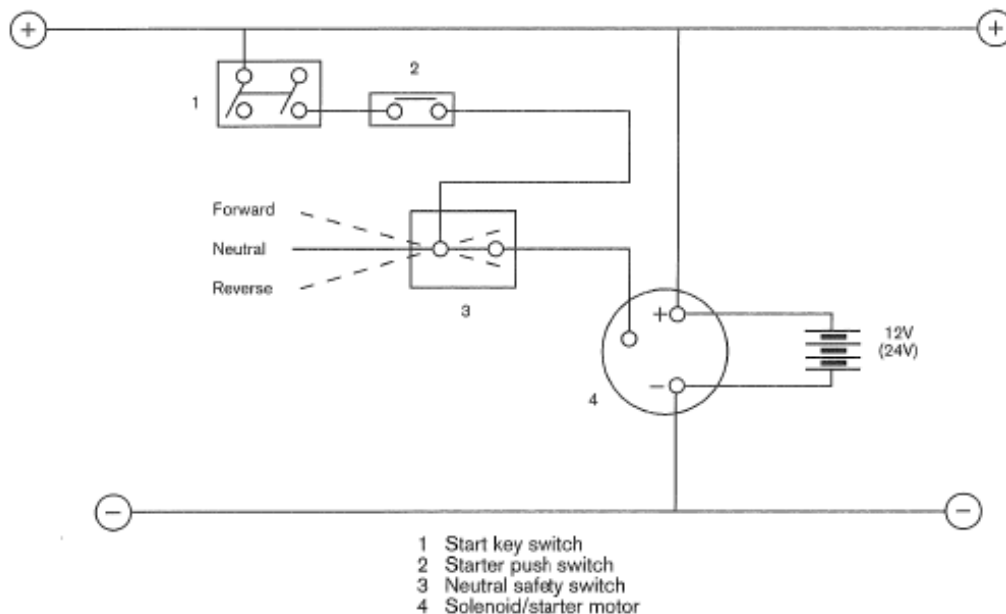 + +
2
1
Forward
Neutral
Reverse
3
+
12V
(24V)
−
4
− −
1 Start key switch
2 Starter push switch
3 Neutral safety switch
4 Solenoid/starter motor